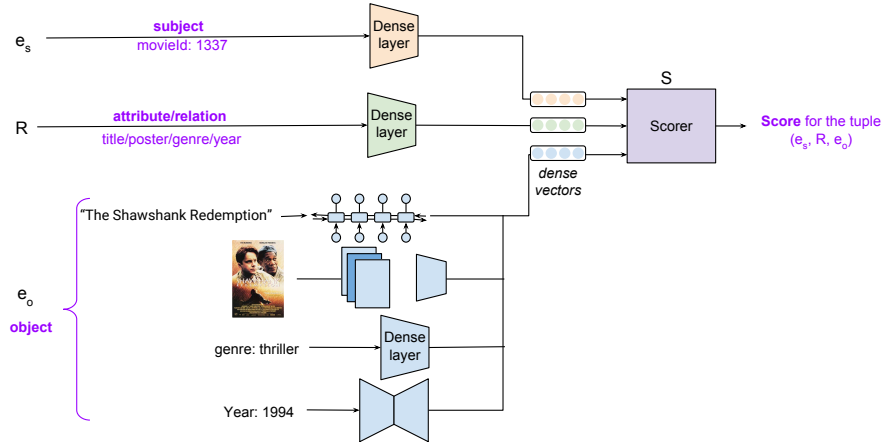 subject
e_s
movieId: 1337
Dense
layer
S
attribute/relation
R
title/poster/genre/year
Dense
layer
Scorer
Score for the tuple
(e_s, R, e_o)
dense
vectors
"The Shawshank Redemption"
e_o
object
genre: thriller
Dense
layer
Year: 1994